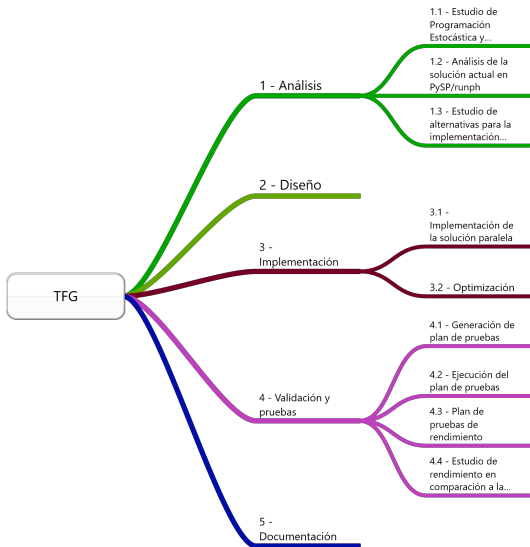 TFG
1 - Análisis
1.1 - Estudio de
Programación
Estocástica y...
1.2 - Análisis de la
solución actual en
PySP/runph
1.3 - Estudio de
alternativas para la
implementación...
2 - Diseño
3 -
Implementación
3.1 -
Implementación de
la solución paralela
3.2 - Optimización
4 - Validación y
pruebas
4.1 - Generación de
plan de pruebas
4.2 - Ejecución del
plan de pruebas
4.3 - Plan de
pruebas de
rendimiento
4.4 - Estudio de
rendimiento en
comparación a la...
5 -
Documentación